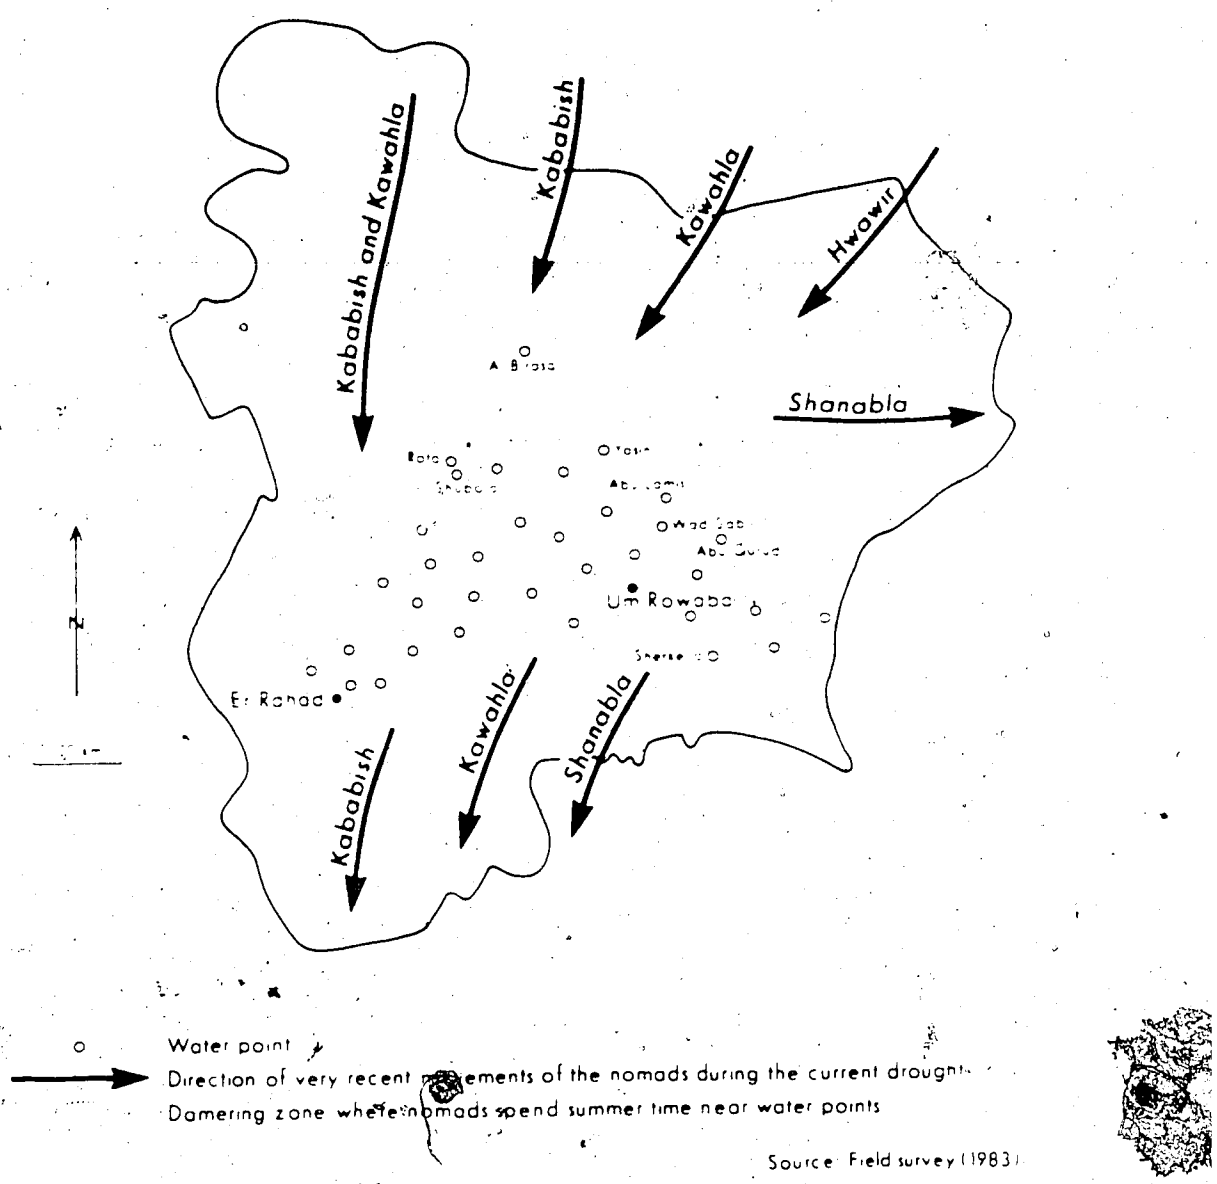 Kababish and Kawahla
Kababish
Kawahla
Hwawir
Shanabla
Um Rowaba
Er Rahad
Kababish
Kawahla
Shanabla
N
Water point
Direction of very recent movements of the nomads during the current drought
Damering zone where nomads spend summer time near water points
Source: Field survey (1983)